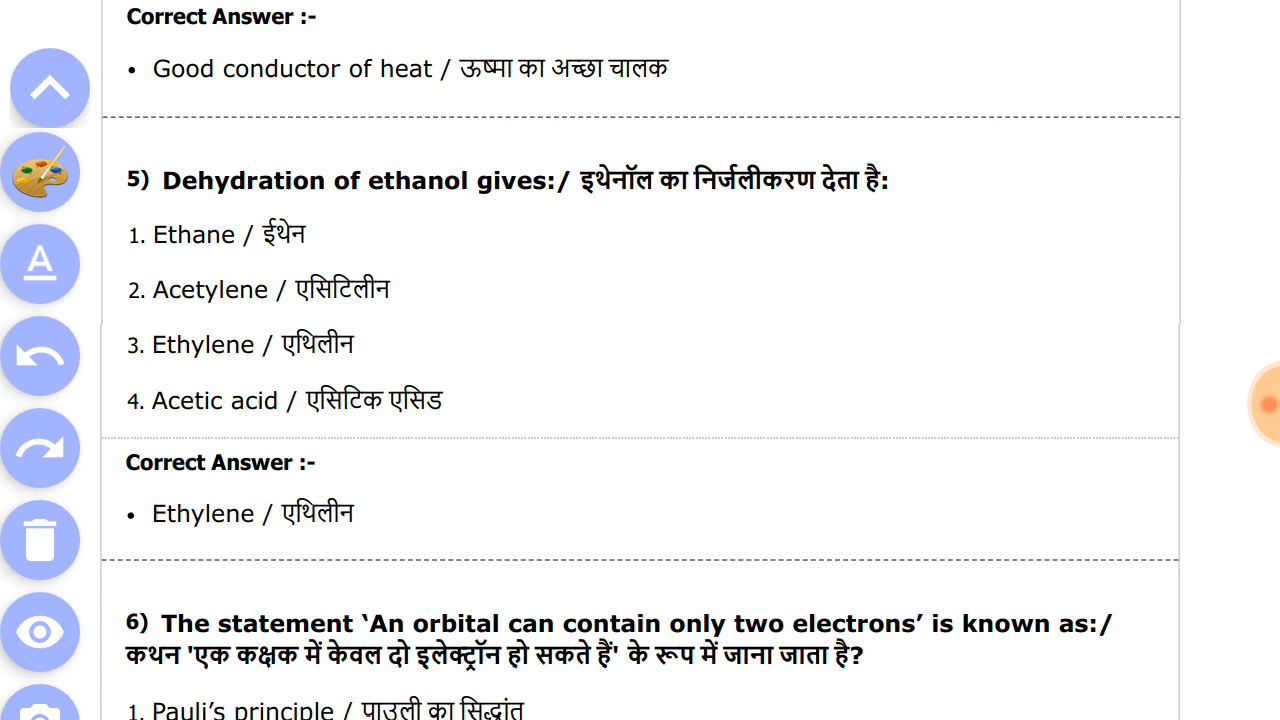 Correct Answer :-
• Good conductor of heat / ऊष्मा का अच्छा चालक
5) Dehydration of ethanol gives:/ इथेनॉल का निर्जलीकरण देता है:
1. Ethane / ईथेन
2. Acetylene / एसिटिलीन
3. Ethylene / एथिलीन
4. Acetic acid / एसिटिक एसिड
Correct Answer :-
• Ethylene / एथिलीन
6) The statement ‘An orbital can contain only two electrons’ is known as:/
कथन 'एक कक्षक में केवल दो इलेक्ट्रॉन हो सकते हैं' के रूप में जाना जाता है?
1. Pauli’s principle / पाउली का सिद्धांत